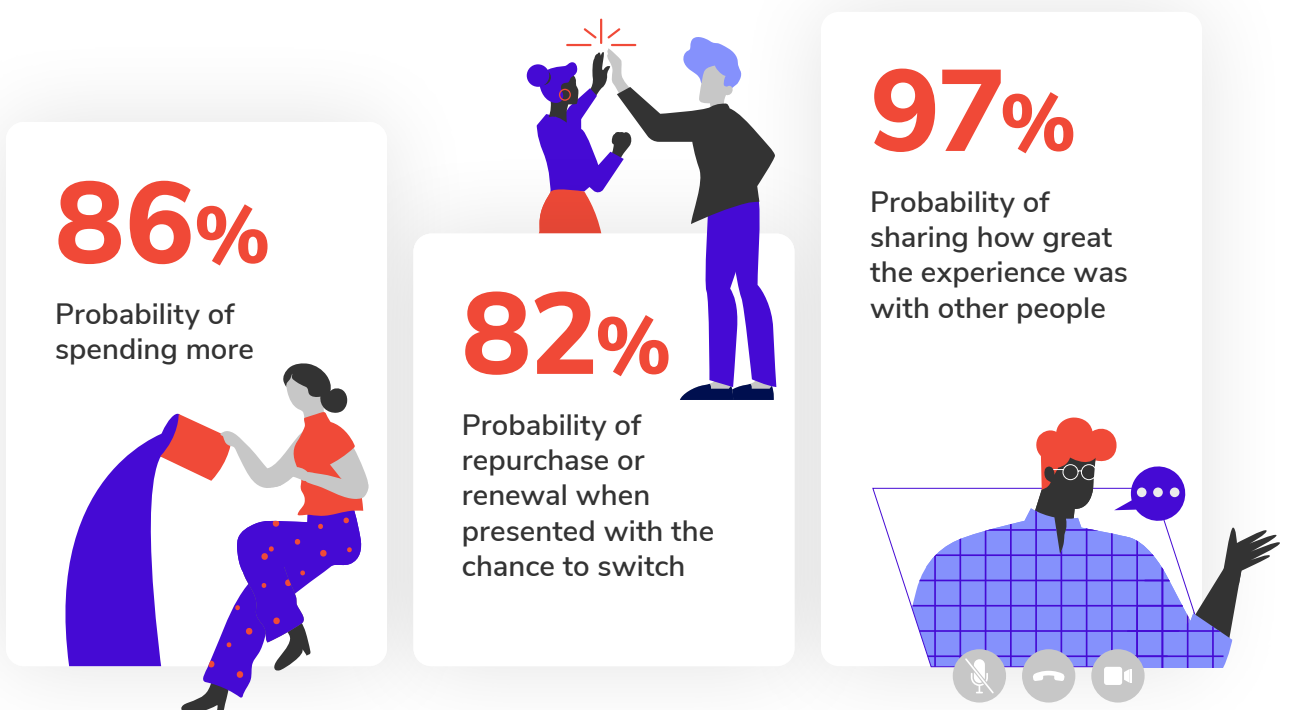 86%
Probability of
spending more
82%
Probability of
repurchase or
renewal when
presented with the
chance to switch
97%
Probability of
sharing how great
the experience was
with other people